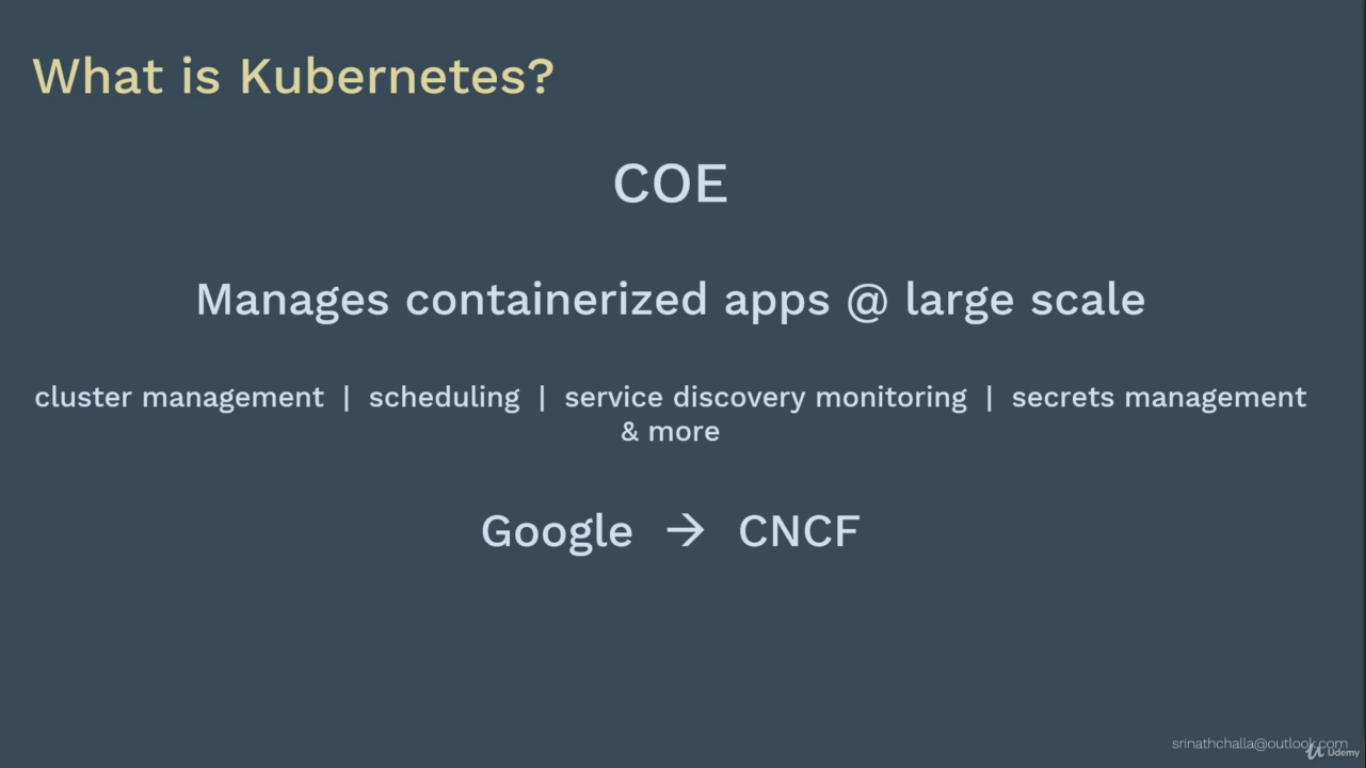 What is Kubernetes?
COE
Manages containerized apps @ large scale
cluster management | scheduling | service discovery monitoring | secrets management
& more
Google → CNCF
srinathchalla@outlook.com
Udemy